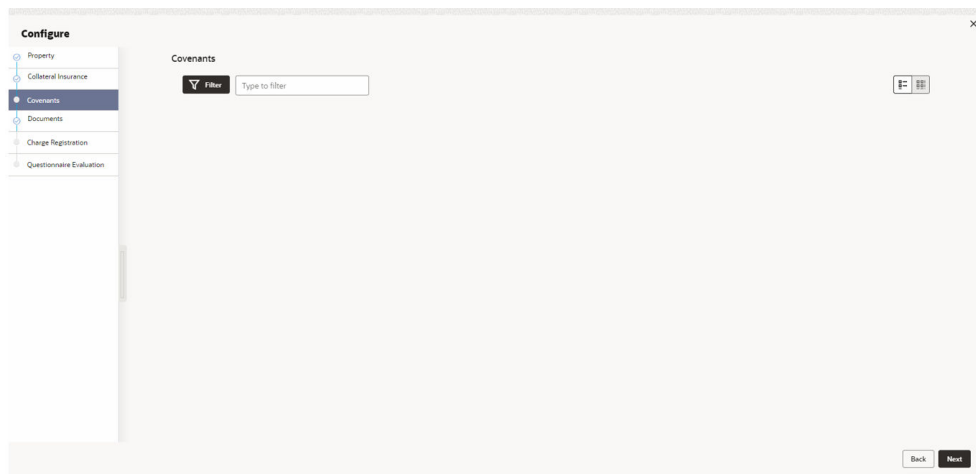 Configure
Property
Collateral Insurance
Covenants
Documents
Charge Registration
Questionnaire Evaluation
Covenants
Filter
Type to filter
Back
Next